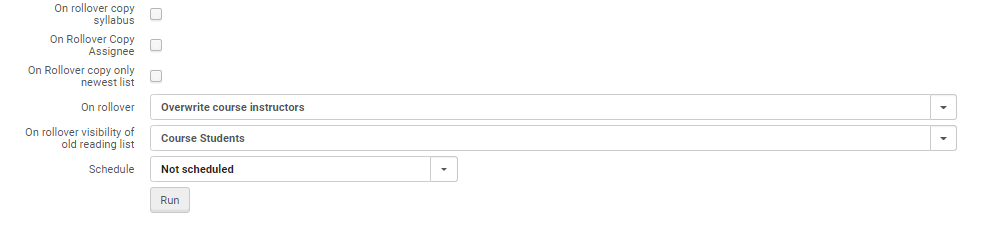 On rollover copy
syllabus
On Rollover Copy
Assignee
On Rollover copy only
newest list
On rollover
Overwrite course instructors
On rollover visibility of
old reading list
Course Students
Schedule
Not scheduled
Run